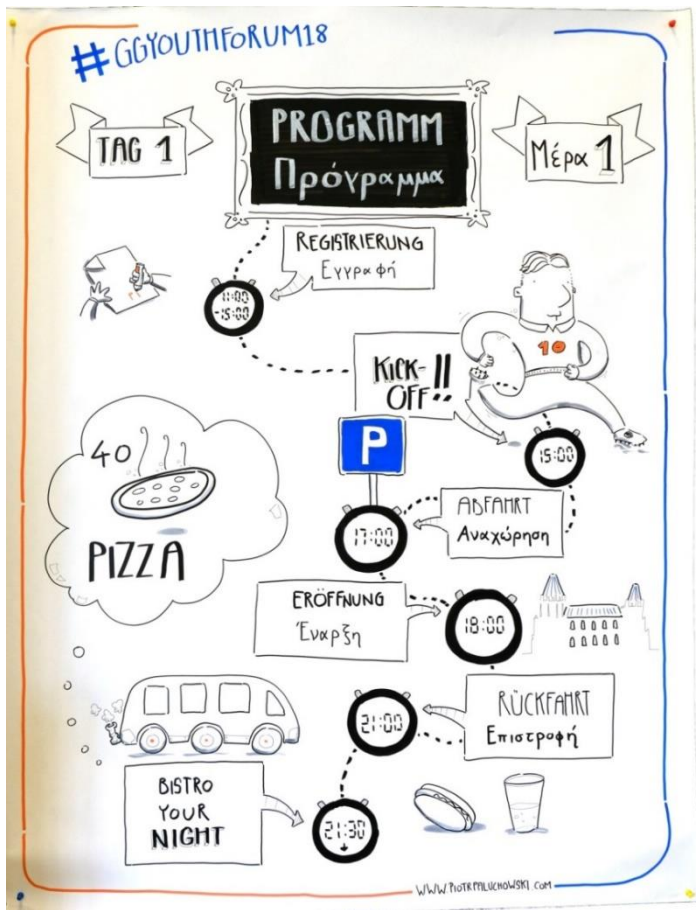 #GGYOUTHFORUM18
TAG 1
PROGRAMM
Πρόγραμμα
Μέρα 1
REGISTRIERUNG
Εγγραφή
11:00
-15:00
KICK-
OFF!!
10
15:00
P
40
PIZZA
17:00
ABFAHRT
Αναχώρηση
ERÖFFNUNG
Έναρξη
18:00
21:00
RÜCKFAHRT
Επιστροφή
BISTRO
YOUR
NIGHT
21:30
WWW.PIOTRPALUCHOWSKI.COM